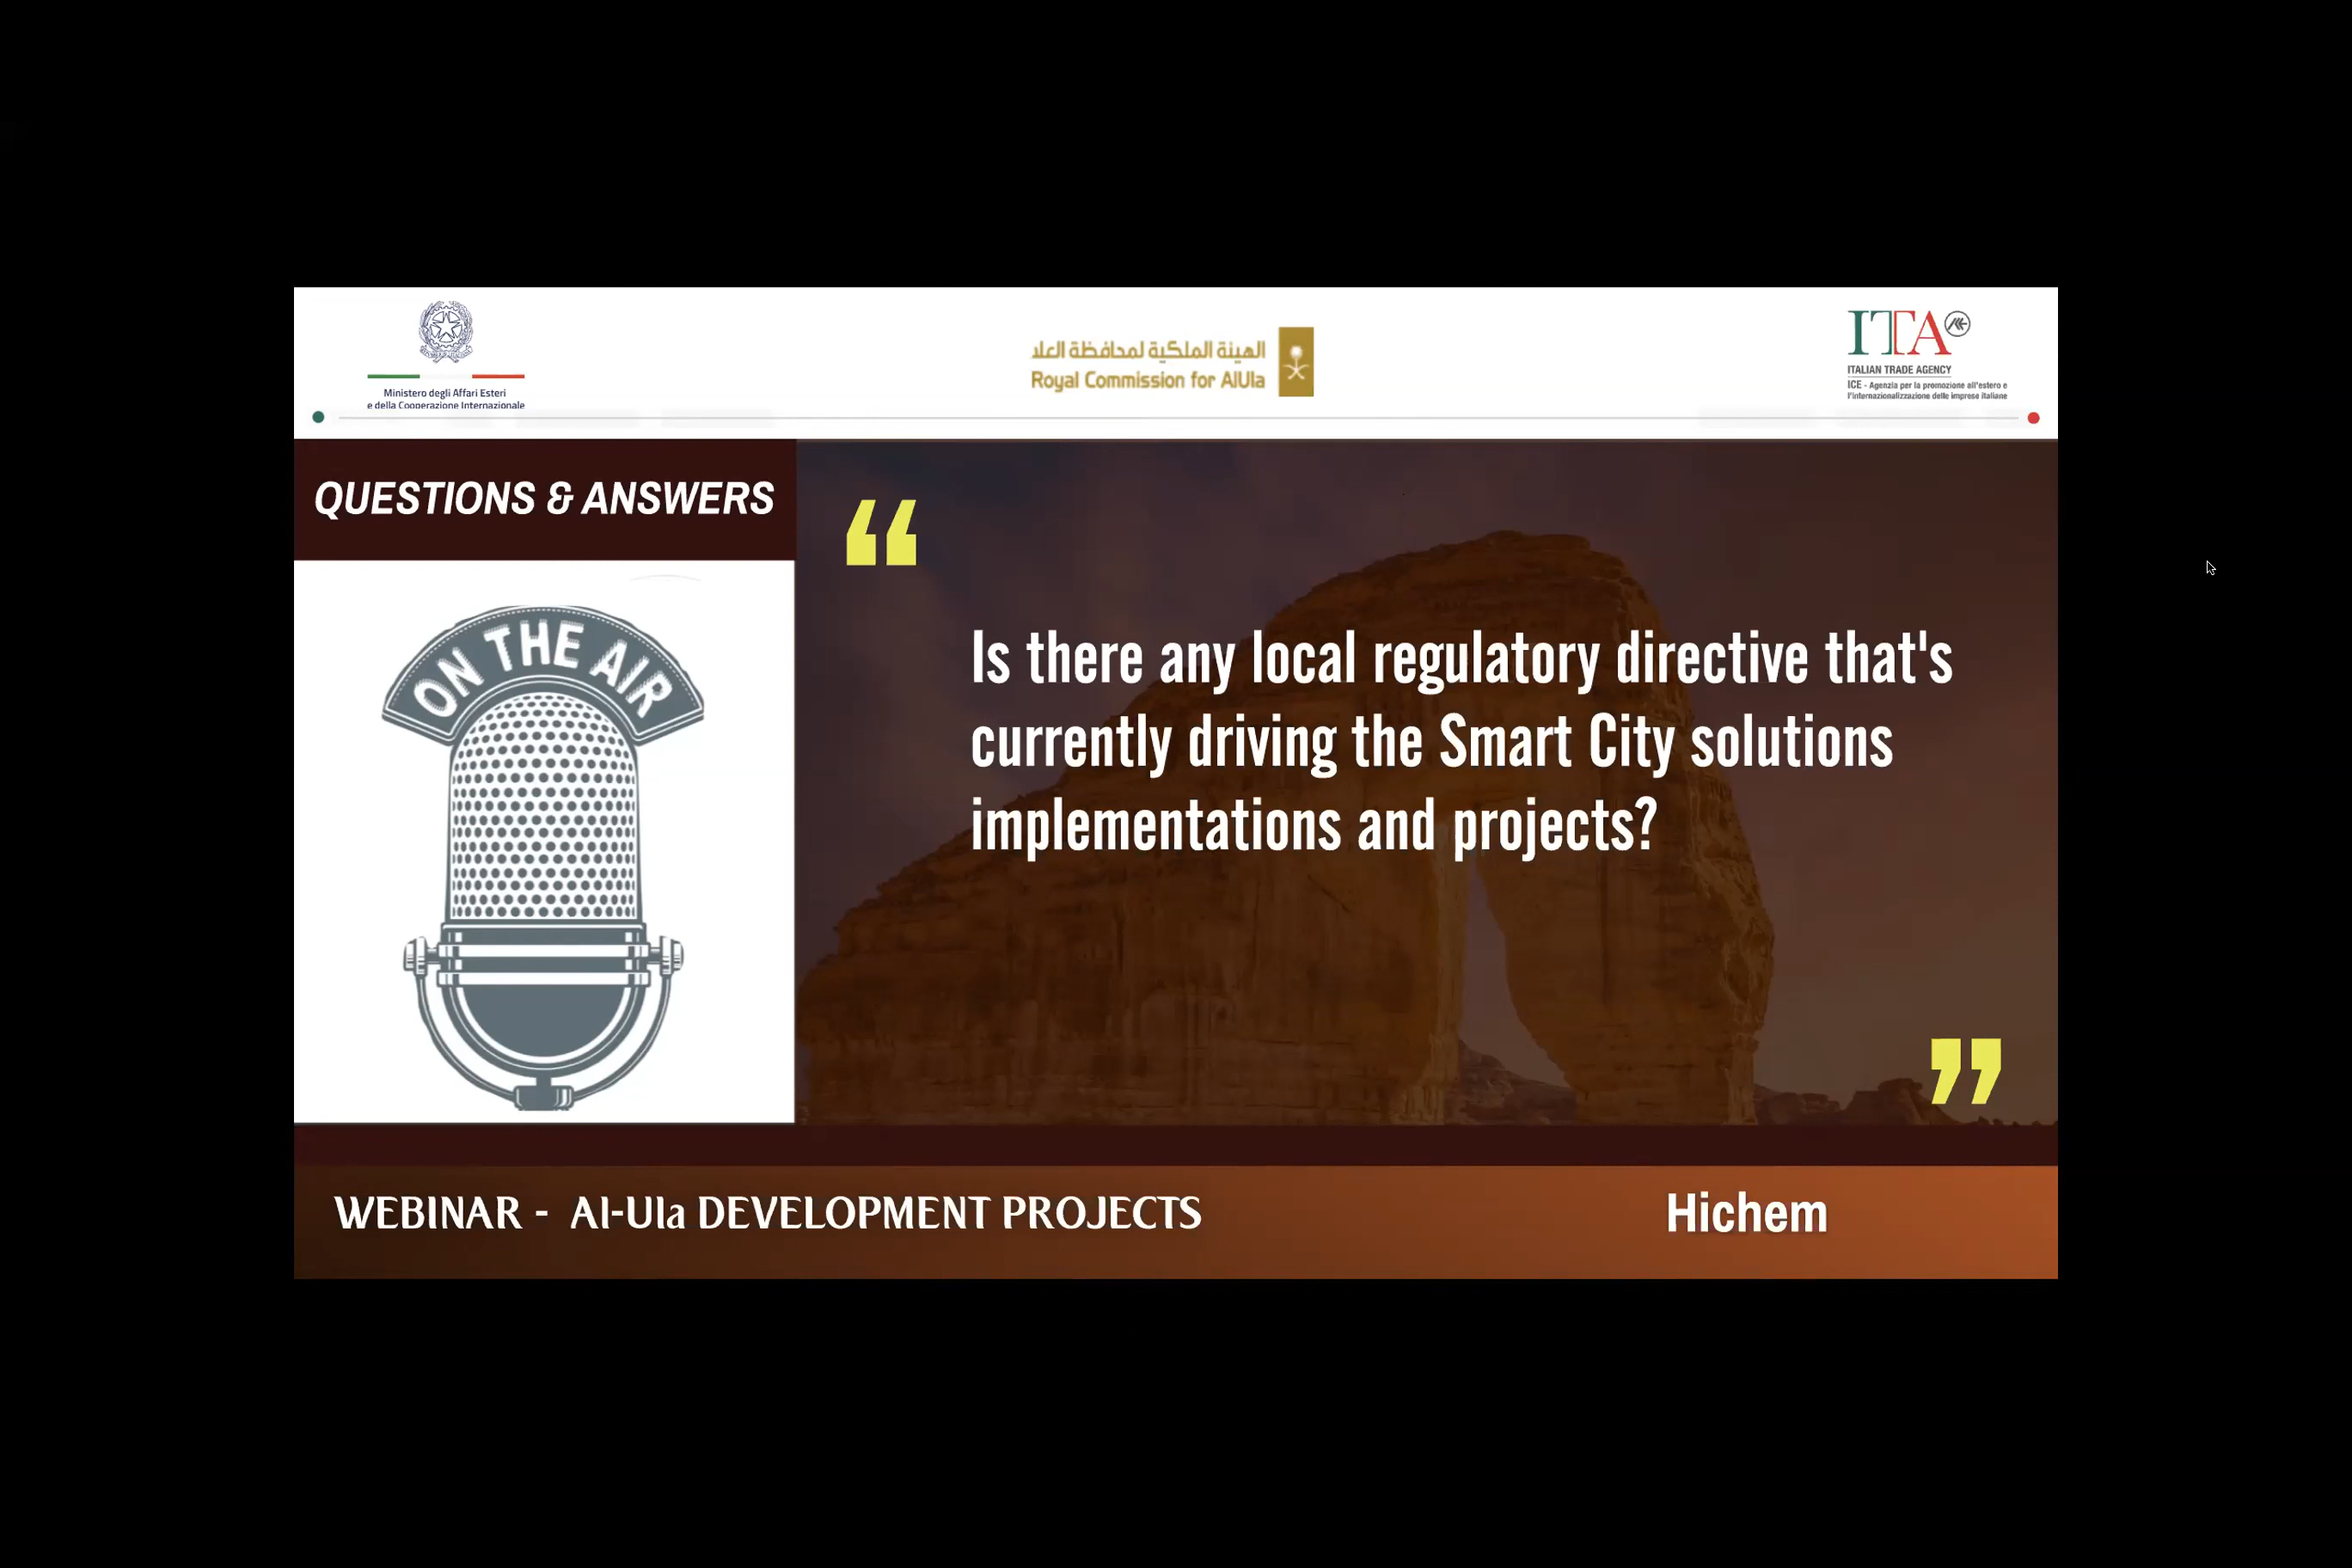 Ministero degli Affari Esteri
e della Cooperazione Internazionale
الهيئة الملكية لمحافظة العلا
Royal Commission for AlUla
ITA
ITALIAN TRADE AGENCY
ICE - Agenzia per la promozione all'estero e
l'internazionalizzazione delle imprese italiane
QUESTIONS & ANSWERS
ON THE AIR
“
Is there any local regulatory directive that's
currently driving the Smart City solutions
implementations and projects?
”
WEBINAR - Al-Ula DEVELOPMENT PROJECTS
Hichem